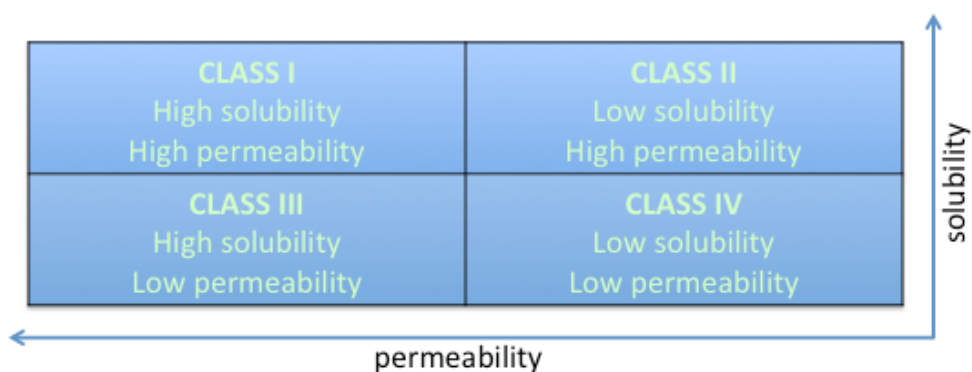 CLASS I
High solubility
High permeability
CLASS II
Low solubility
High permeability
CLASS III
High solubility
Low permeability
CLASS IV
Low solubility
Low permeability
solubility
permeability